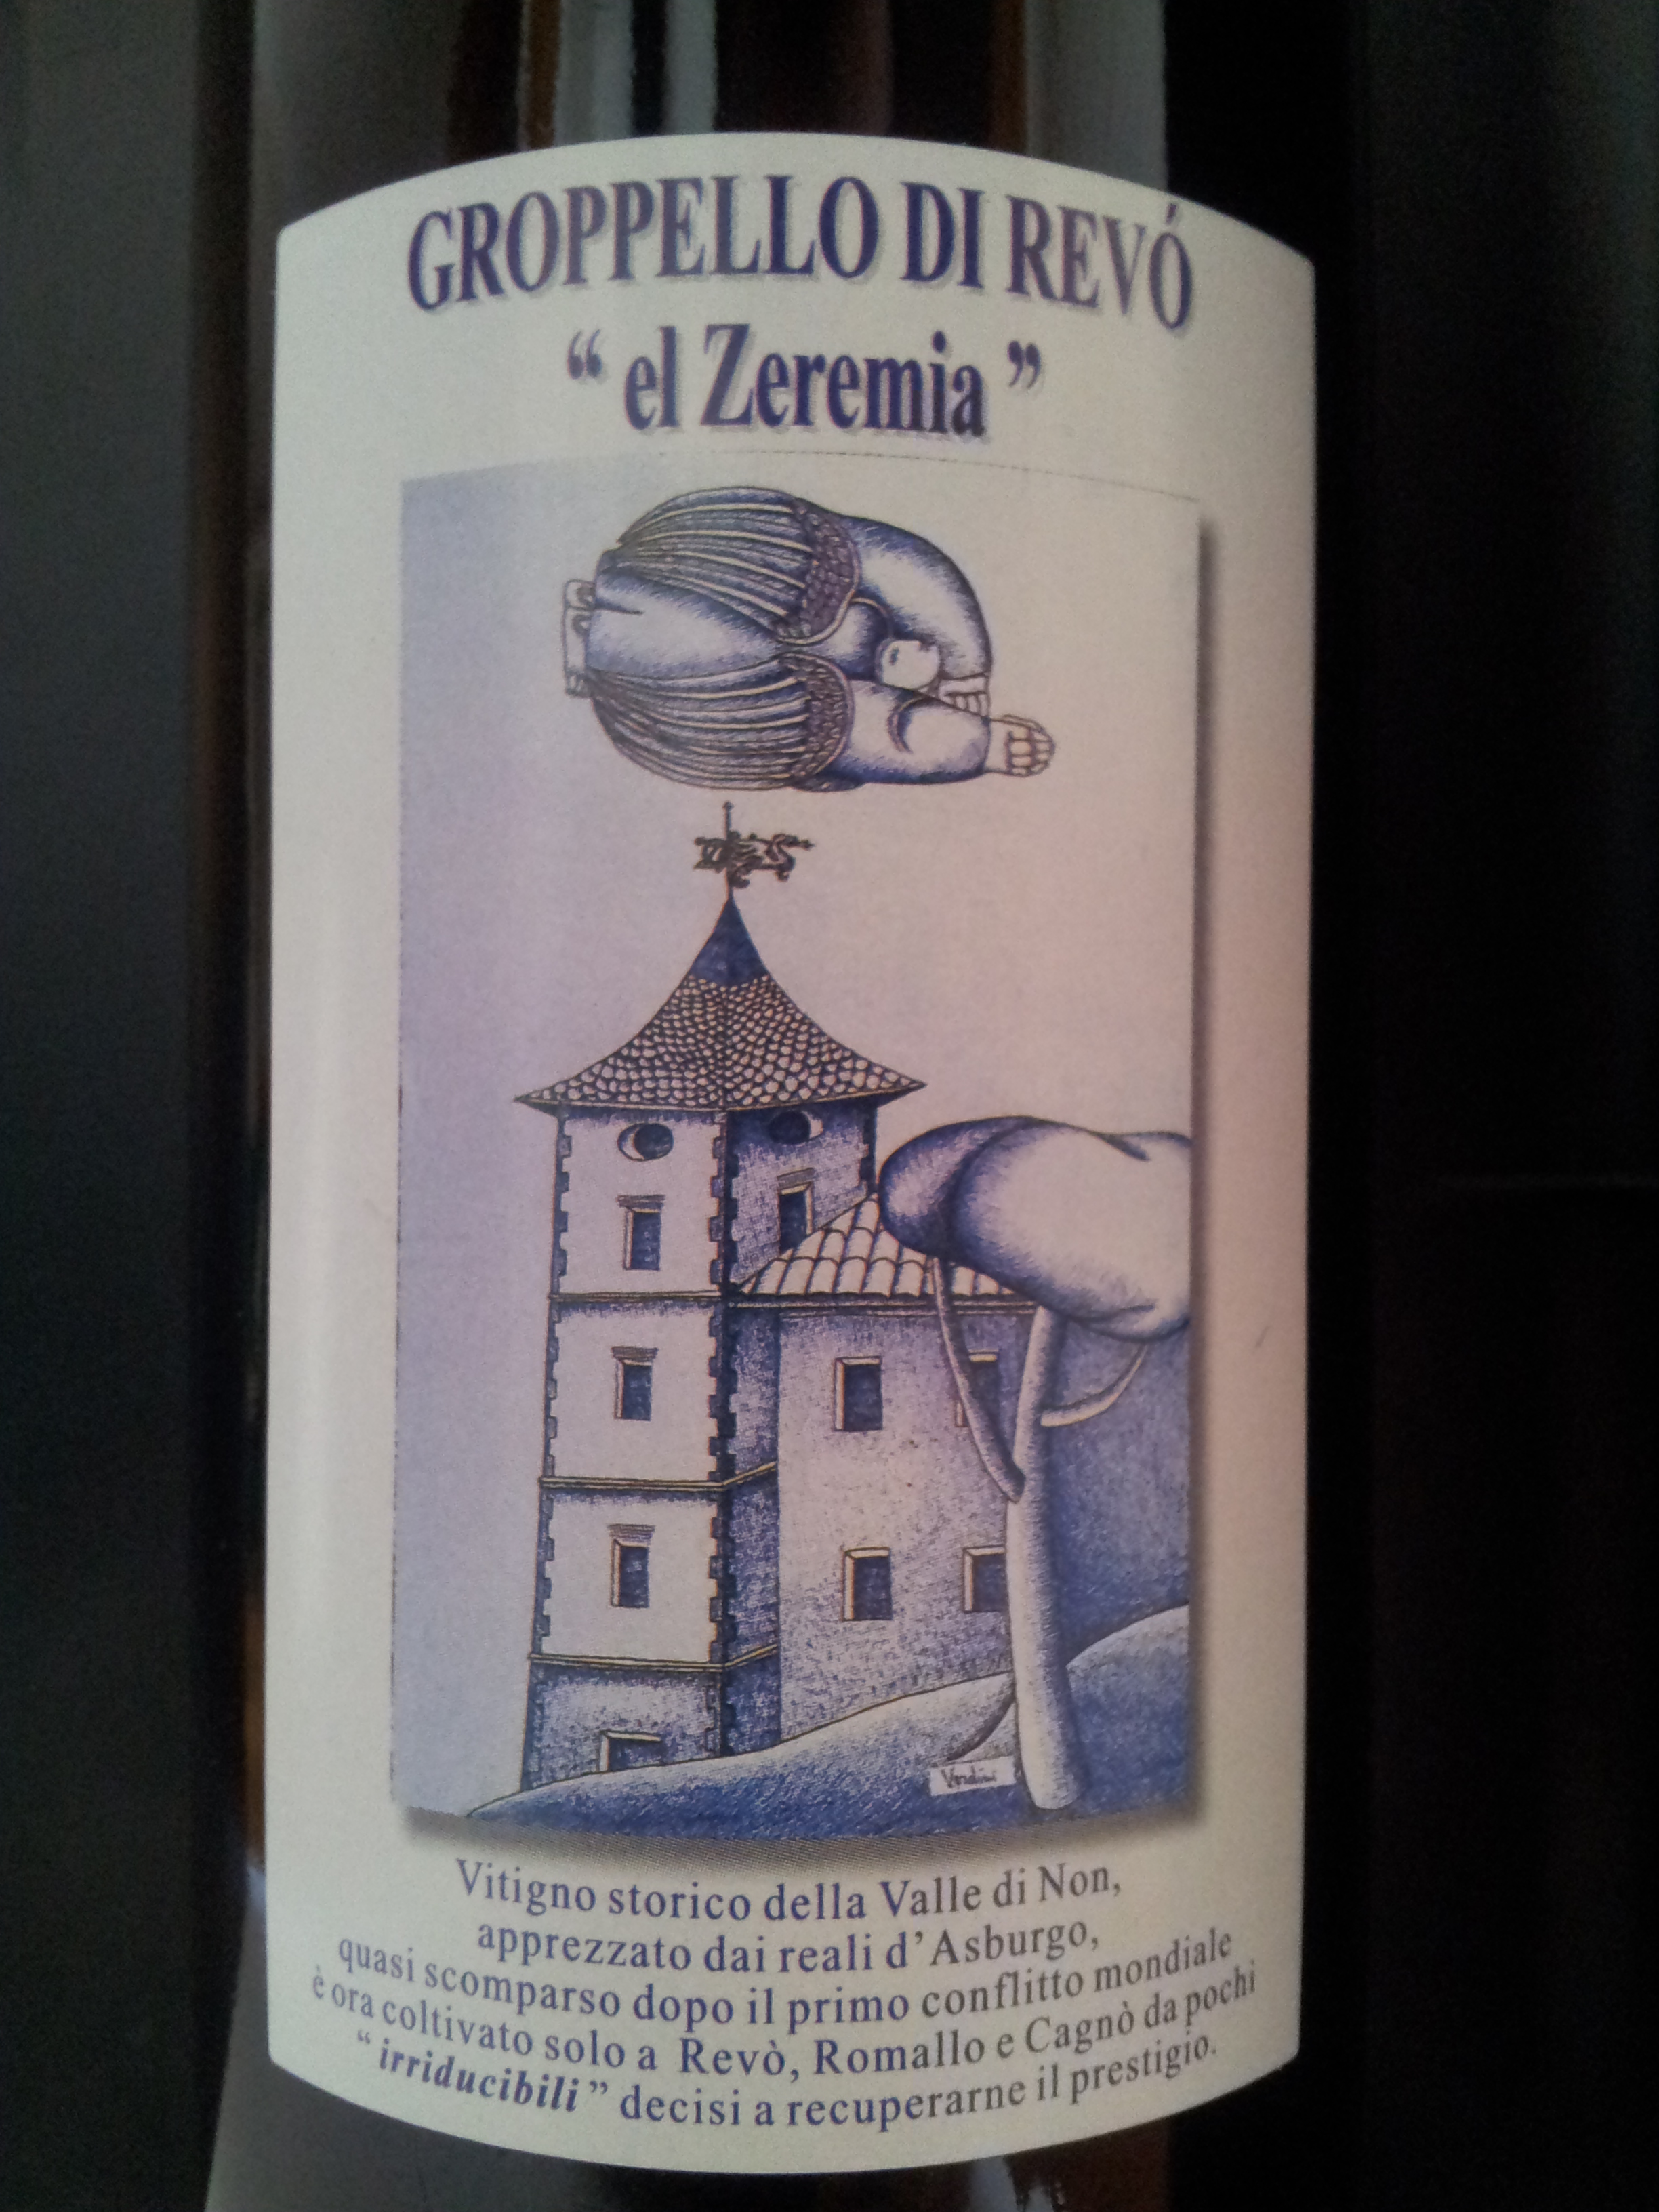 GROPPELLO DI REVÓ
“ el Zeremia ”
Verdini
Vitigno storico della Valle di Non,
apprezzato dai reali d’Asburgo,
quasi scomparso dopo il primo conflitto mondiale
è ora coltivato solo a Revò, Romallo e Cagnò da pochi
“ irriducibili ” decisi a recuperarne il prestigio.